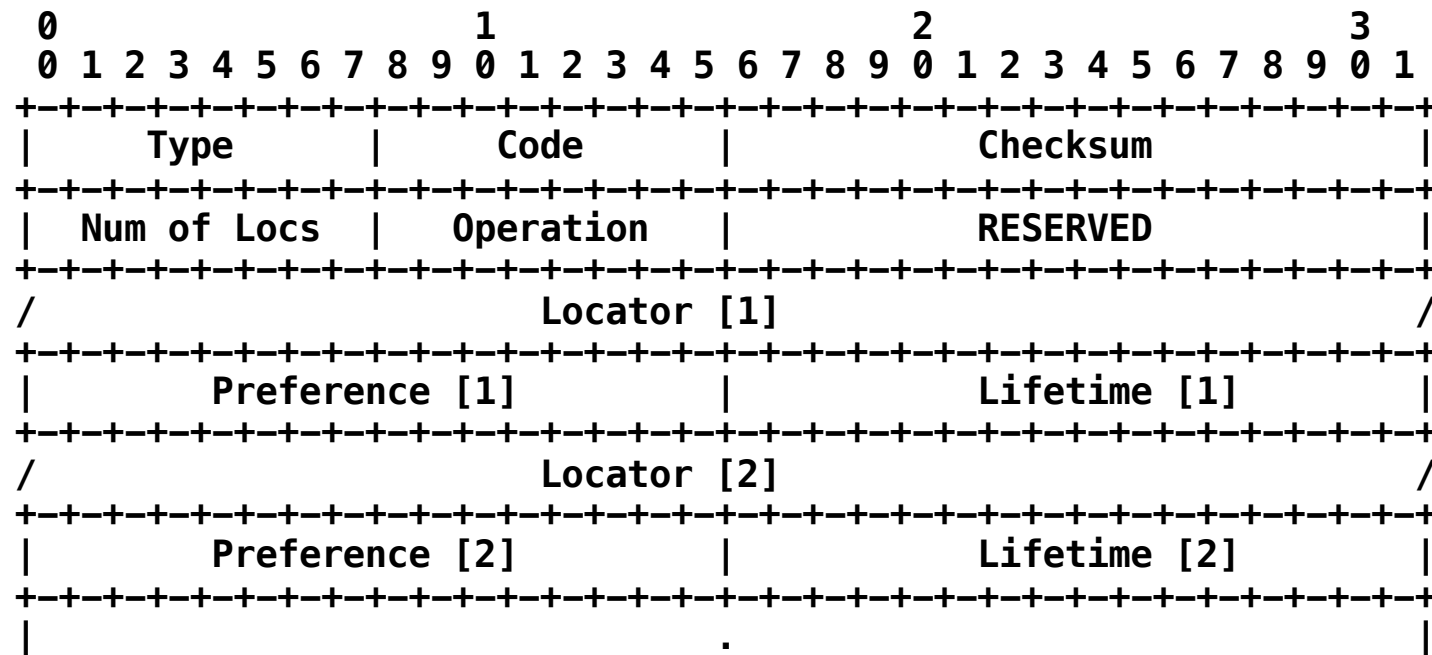 0                   1                   2                   3
 0 1 2 3 4 5 6 7 8 9 0 1 2 3 4 5 6 7 8 9 0 1 2 3 4 5 6 7 8 9 0 1
+-+-+-+-+-+-+-+-+-+-+-+-+-+-+-+-+-+-+-+-+-+-+-+-+-+-+-+-+-+-+-+-+
|     Type      |     Code      |           Checksum            |
+-+-+-+-+-+-+-+-+-+-+-+-+-+-+-+-+-+-+-+-+-+-+-+-+-+-+-+-+-+-+-+-+
|  Num of Locs  |   Operation   |           RESERVED            |
+-+-+-+-+-+-+-+-+-+-+-+-+-+-+-+-+-+-+-+-+-+-+-+-+-+-+-+-+-+-+-+-+
/                       Locator [1]                             /
+-+-+-+-+-+-+-+-+-+-+-+-+-+-+-+-+-+-+-+-+-+-+-+-+-+-+-+-+-+-+-+-+
|        Preference [1]         |           Lifetime [1]        |
+-+-+-+-+-+-+-+-+-+-+-+-+-+-+-+-+-+-+-+-+-+-+-+-+-+-+-+-+-+-+-+-+
/                       Locator [2]                             /
+-+-+-+-+-+-+-+-+-+-+-+-+-+-+-+-+-+-+-+-+-+-+-+-+-+-+-+-+-+-+-+-+
|        Preference [2]         |           Lifetime [2]        |
+-+-+-+-+-+-+-+-+-+-+-+-+-+-+-+-+-+-+-+-+-+-+-+-+-+-+-+-+-+-+-+-+
|                               .                               |